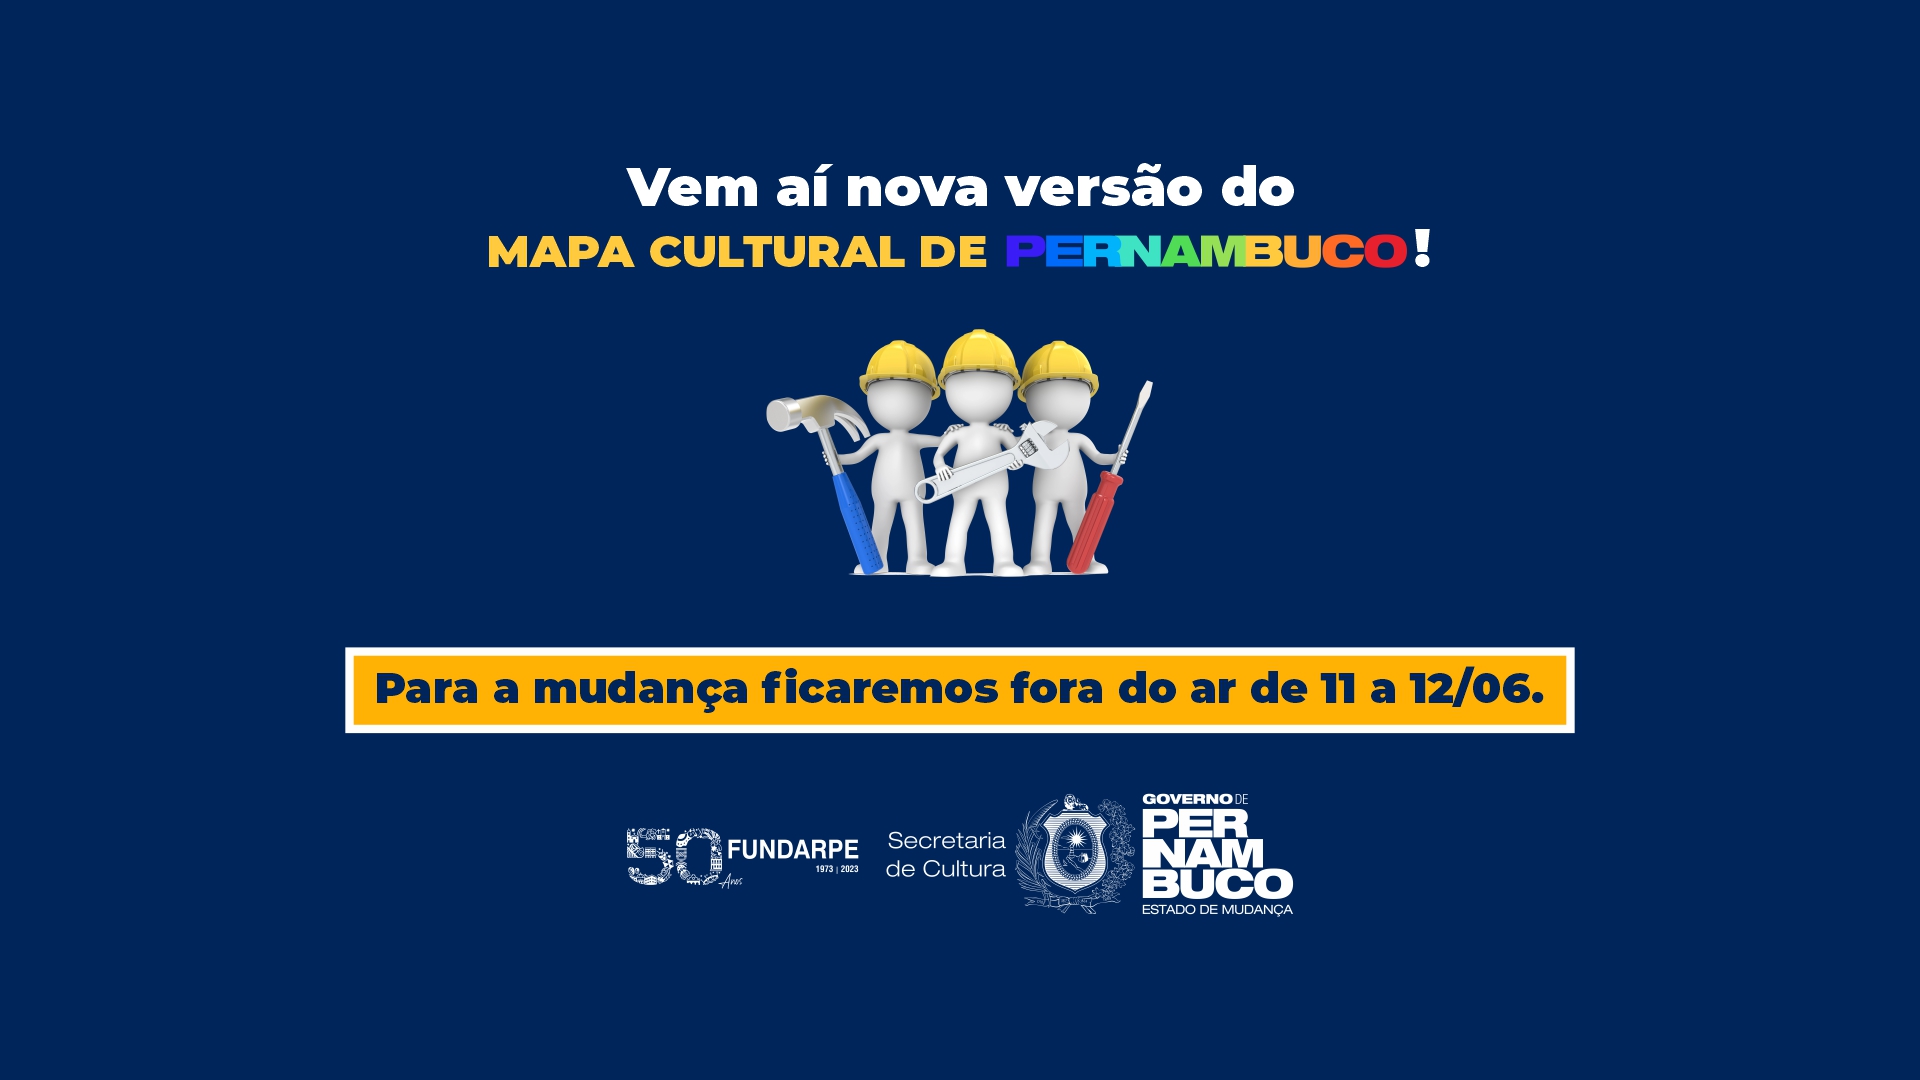 Vem aí nova versão do
MAPA CULTURAL DE PERNAMBUCO!
Para a mudança ficaremos fora do ar de 11 a 12/06.
50 Anos FUNDARPE
1973 | 2023
Secretaria
de Cultura
GOVERNO DE
PER
NAM
BUCO
ESTADO DE MUDANÇA